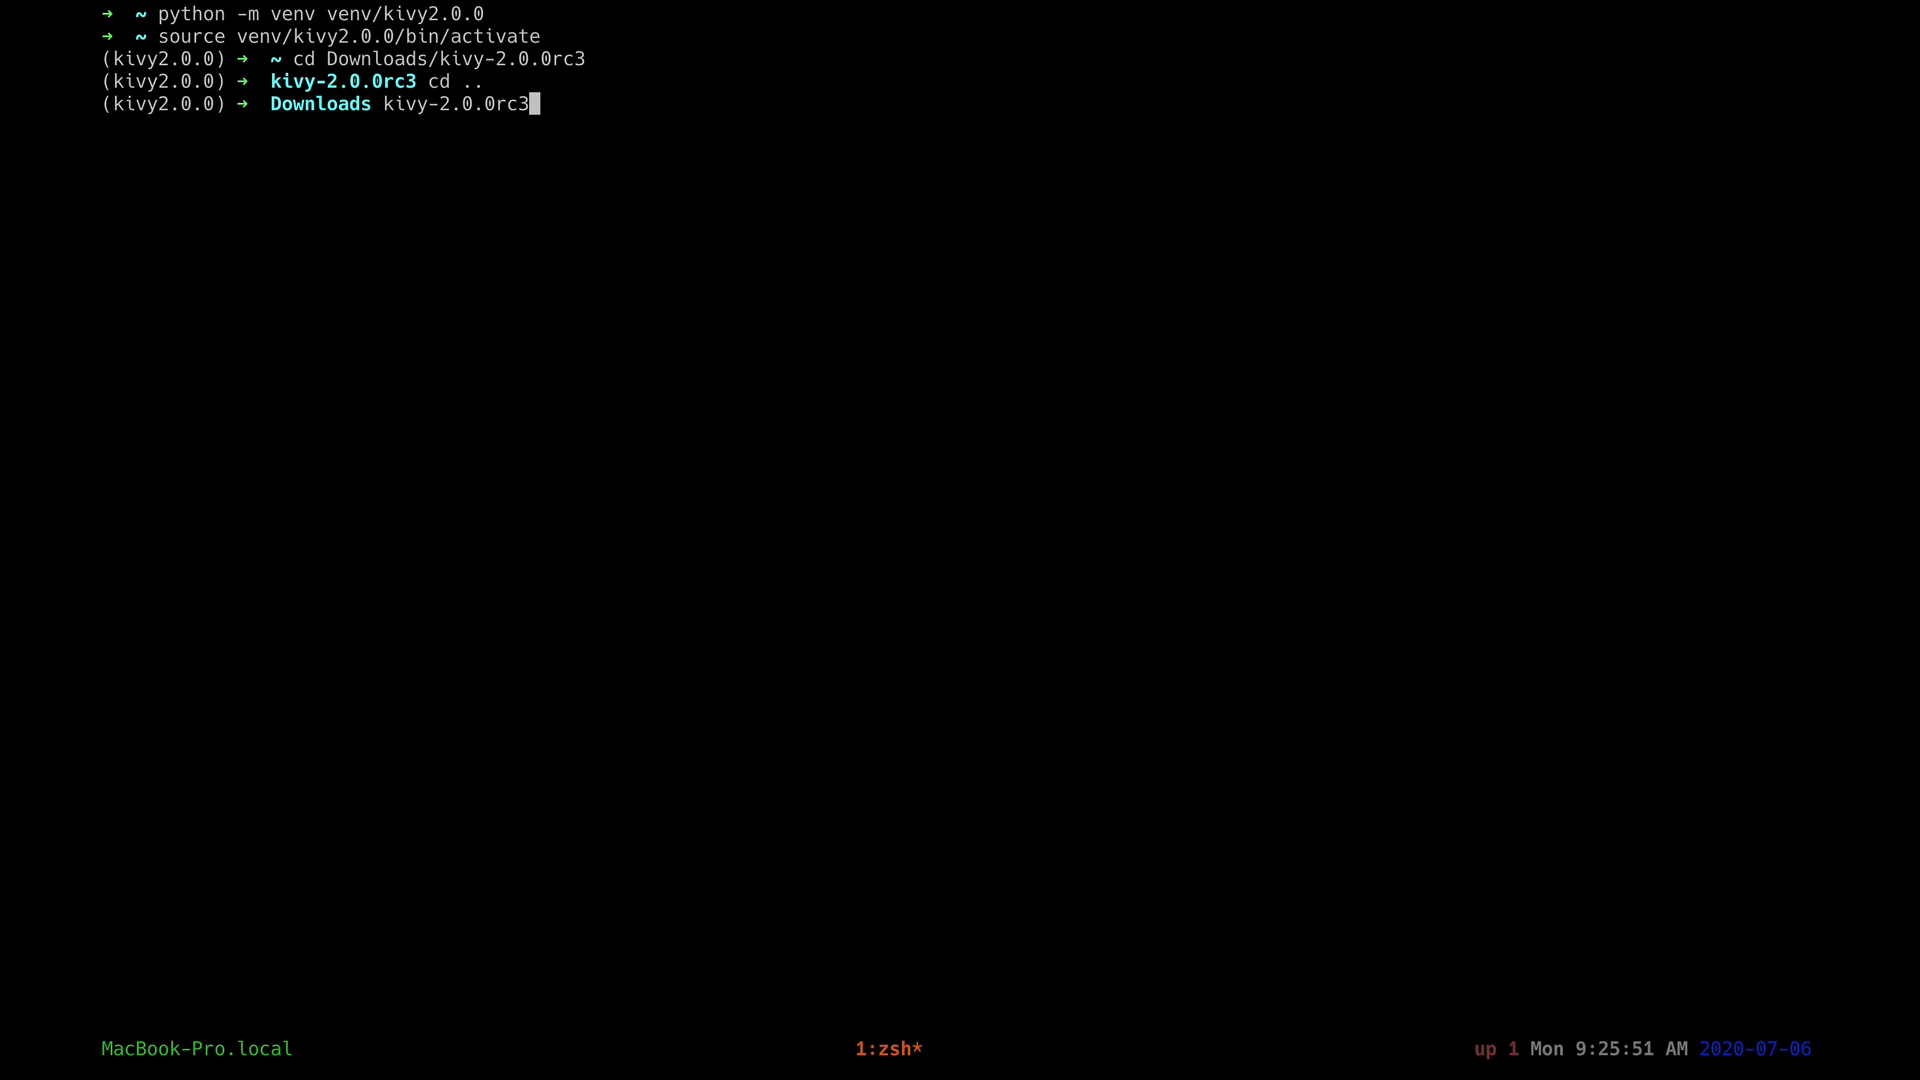 ➜  ~ python -m venv venv/kivy2.0.0
➜  ~ source venv/kivy2.0.0/bin/activate
(kivy2.0.0) ➜  ~ cd Downloads/kivy-2.0.0rc3
(kivy2.0.0) ➜  kivy-2.0.0rc3 cd ..
(kivy2.0.0) ➜  Downloads kivy-2.0.0rc3
MacBook-Pro.local 1:zsh* up 1 Mon 9:25:51 AM 2020-07-06